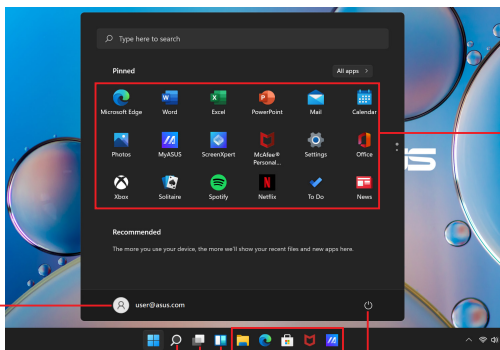 Type here to search
Pinned
All apps >
Microsoft Edge Word Excel PowerPoint Mail Calendar
Photos MyASUS ScreenXpert McAfee® Personal... Settings Office
Xbox Solitaire Spotify Netflix To Do News
Recommended
The more you use your device, the more we'll show your recent files and new apps here.
user@asus.com